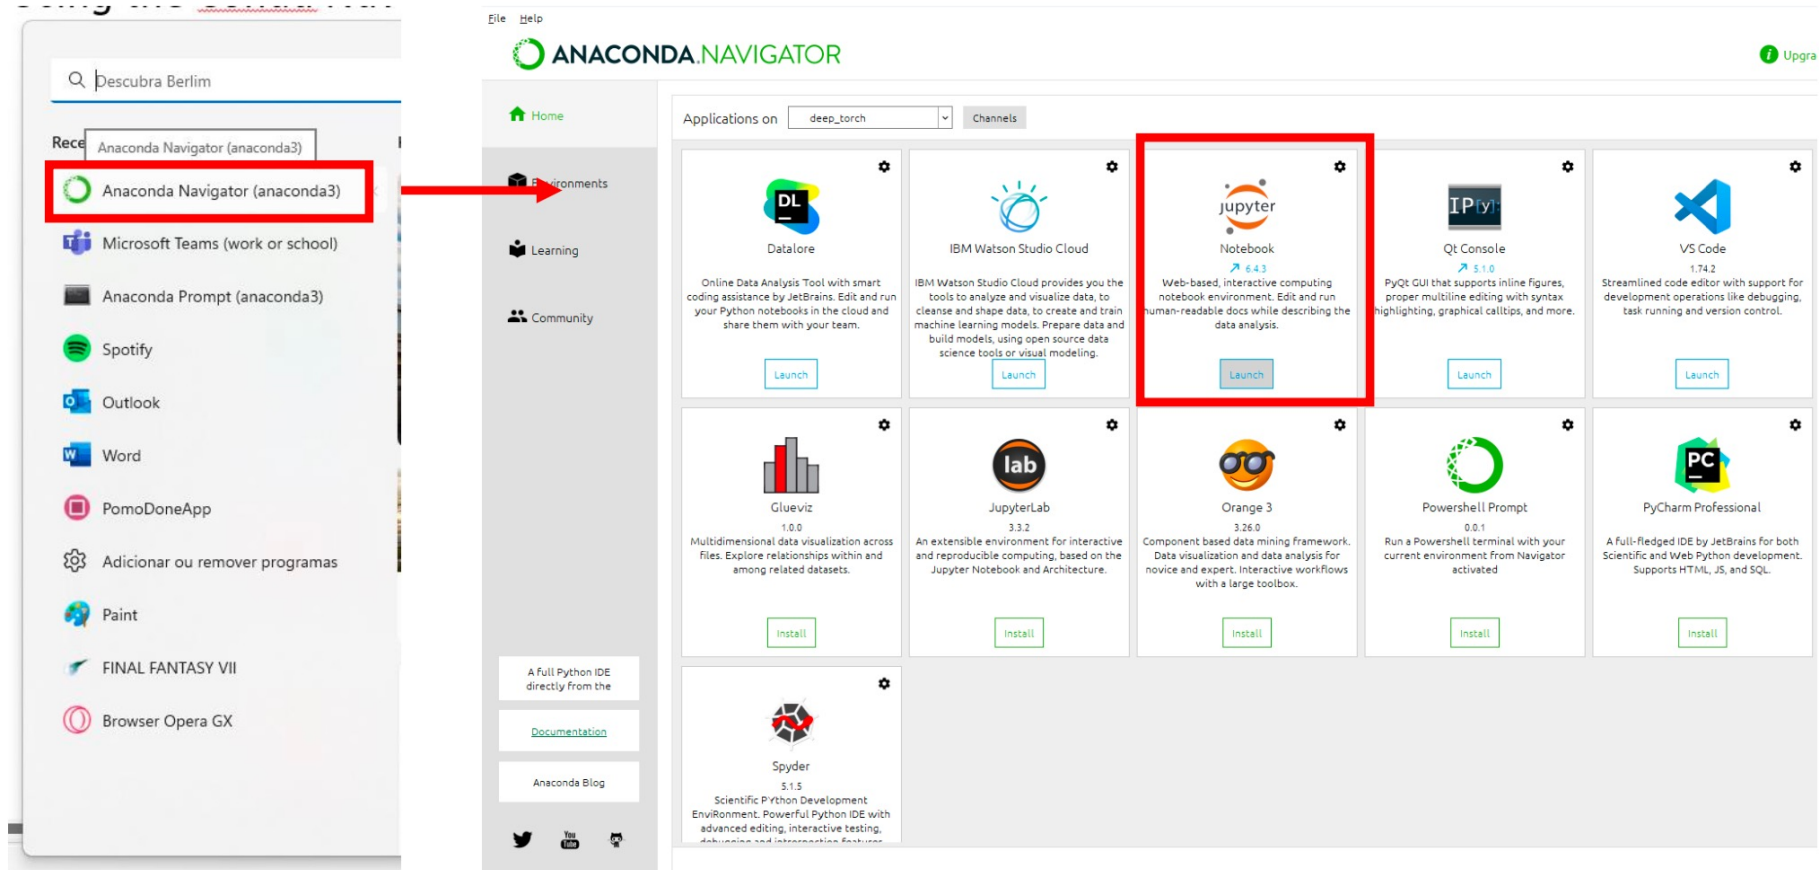 Using the conda Nav
Descubra Berlim
Rece
Anaconda Navigator (anaconda3)
Anaconda Navigator (anaconda3)
Microsoft Teams (work or school)
Anaconda Prompt (anaconda3)
Spotify
Outlook
Word
PomoDoneApp
Adicionar ou remover programas
Paint
FINAL FANTASY VII
Browser Opera GX
File Help
ANACONDA.NAVIGATOR
Upgra
Home
Environments
Learning
Community
A full Python IDE
directly from the
Documentation
Anaconda Blog
You
Tube
Applications on deep_torch Channels
DL
Datalore
Online Data Analysis Tool with smart
coding assistance by JetBrains. Edit and run
your Python notebooks in the cloud and
share them with your team.
Launch
IBM Watson Studio Cloud
IBM Watson Studio Cloud provides you the
tools to analyze and visualize data, to
cleanse and shape data, to create and train
machine learning models. Prepare data and
build models, using open source data
science tools or visual modeling.
Launch
jupyter
Notebook
6.4.3
Web-based, interactive computing
notebook environment. Edit and run
human-readable docs while describing the
data analysis.
Launch
IP[y]:
Qt Console
5.1.0
PyQt GUI that supports inline figures,
proper multiline editing with syntax
highlighting, graphical calltips, and more.
Launch
VS Code
1.74.2
Streamlined code editor with support for
development operations like debugging,
task running and version control.
Launch
Glueviz
1.0.0
Multidimensional data visualization across
files. Explore relationships within and
among related datasets.
Install
lab
JupyterLab
3.3.2
An extensible environment for interactive
and reproducible computing, based on the
Jupyter Notebook and Architecture.
Install
Orange 3
3.26.0
Component based data mining framework.
Data visualization and data analysis for
novice and expert. Interactive workflows
with a large toolbox.
Install
Powershell Prompt
0.0.1
Run a Powershell terminal with your
current environment from Navigator
activated
Install
PC
PyCharm Professional
A full-fledged IDE by JetBrains for both
Scientific and Web Python development.
Supports HTML, JS, and SQL.
Install
Spyder
5.1.5
Scientific PYthon Development
EnviRonment. Powerful Python IDE with
advanced editing, interactive testing,
debugging and introspection features